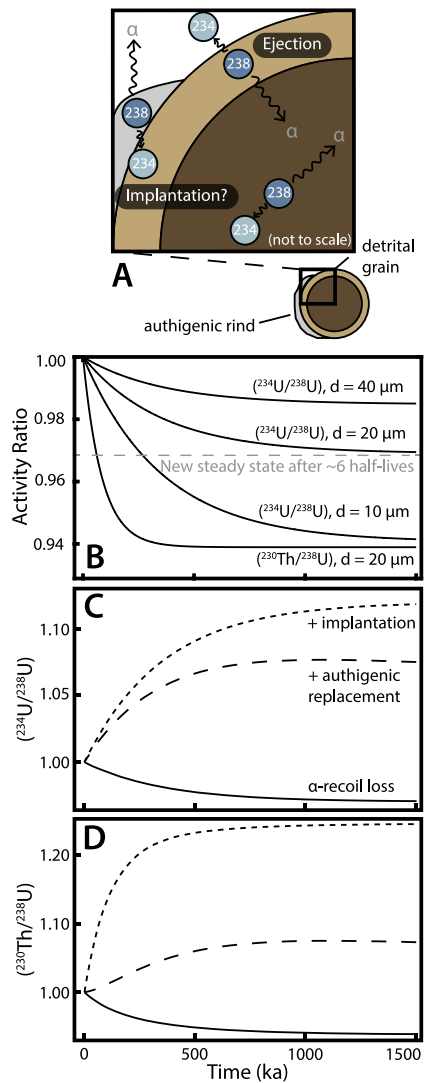 α
234
Ejection
238
238
α
α
234
238
Implantation?
234
(not to scale)
A
detrital
grain
authigenic rind
1.00
0.98
0.96
0.94
Activity Ratio
(²³⁴U/²³⁸U), d = 40 μm
(²³⁴U/²³⁸U), d = 20 μm
New steady state after ~6 half-lives
(²³⁴U/²³⁸U), d = 10 μm
(²³⁰Th/²³⁸U), d = 20 μm
B
C
1.10
1.05
1.00
(²³⁴U/²³⁸U)
+ implantation
+ authigenic
replacement
α-recoil loss
D
1.20
1.10
1.00
(²³⁰Th/²³⁸U)
0
500
1000
1500
Time (ka)